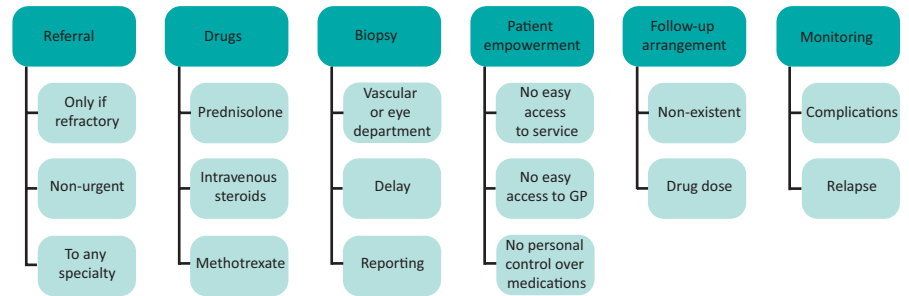 Referral
Only if
refractory
Non-urgent
To any
specialty
Drugs
Prednisolone
Intravenous
steroids
Methotrexate
Biopsy
Vascular
or eye
department
Delay
Reporting
Patient
empowerment
No easy
access
to service
No easy
access to GP
No personal
control over
medications
Follow-up
arrangement
Non-existent
Drug dose
Monitoring
Complications
Relapse